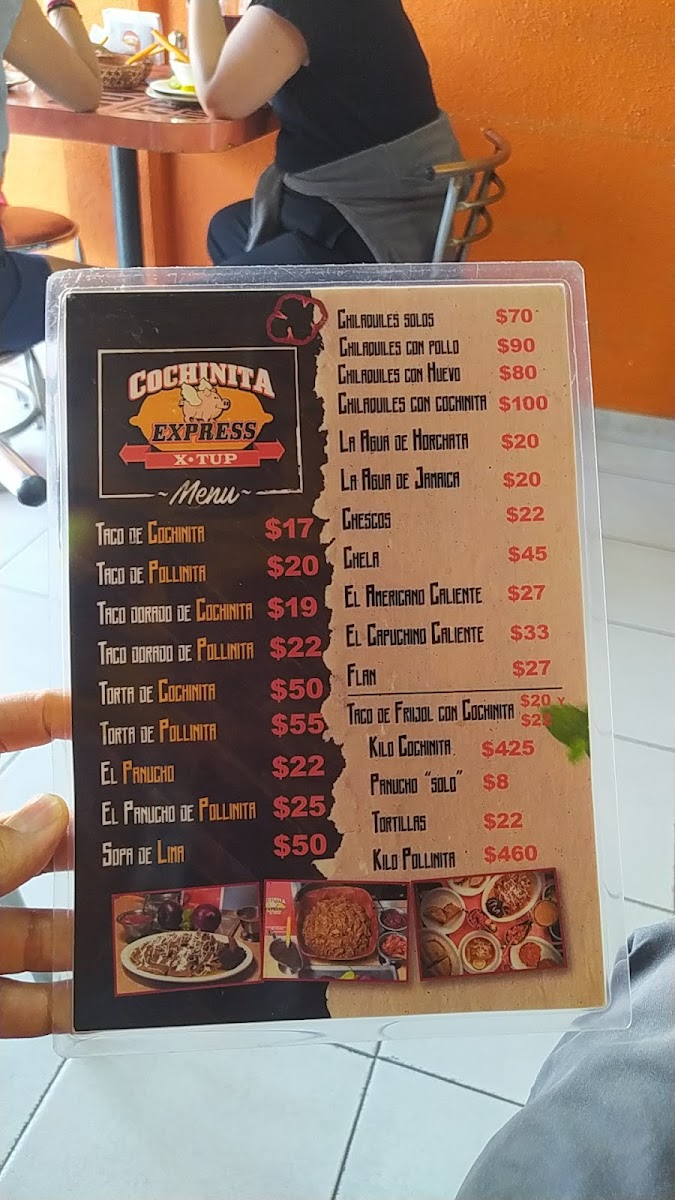 COCHINITA
EXPRESS
X·TUP
~Menu~
Taco de Cochinita $17
Taco de Pollinita $20
Taco dorado de Cochinita $19
Taco dorado de Pollinita $22
Torta de Cochinita $50
Torta de Pollinita $55
El Panucho $22
El Panucho de Pollinita $25
Sopa de Lima $50
Chilaquiles solos $70
Chilaquiles con pollo $90
Chilaquiles con Huevo $80
Chilaquiles con cochinita $100
La Agua de Horchata $20
La Agua de Jamaica $20
Chescos $22
Chela $45
El Americano Caliente $27
El Capuchino Caliente $33
Flan $27
Taco de Frijol con Cochinita $20 y
Kilo Cochinita $425
Panucho "solo" $8
Tortillas $22
Kilo Pollinita $460